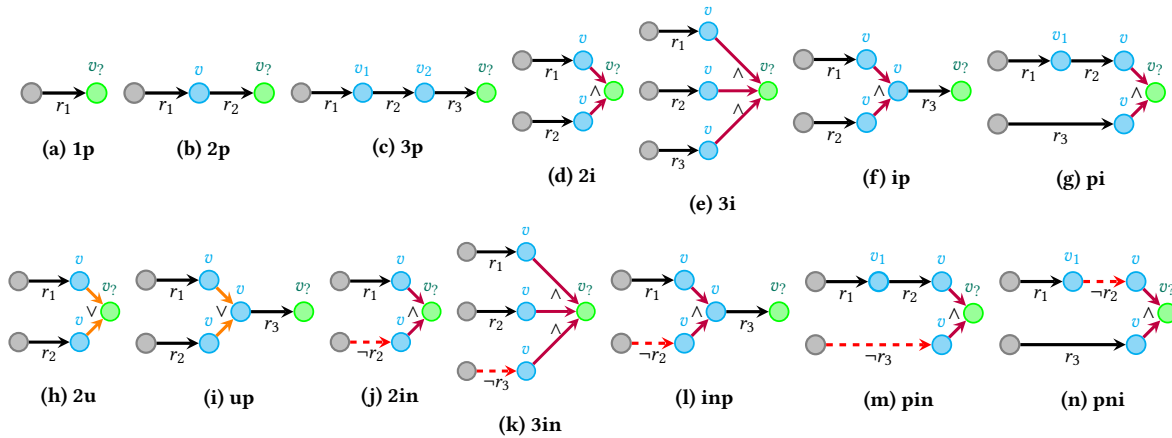 r₁ v?
(a) 1p
v v?
r₁ r₂
(b) 2p
v₁ v₂ v?
r₁ r₂ r₃
(c) 3p
v
r₁ v?
∧
v
r₂
(d) 2i
v
r₁
∧ v?
v
r₂
∧
v
r₃
(e) 3i
v
r₁
∧ v?
v
r₂ r₃
(f) ip
v₁ v
r₁ r₂ v?
∧
v
r₃
(g) pi
v
r₁ v?
∨
v
r₂
(h) 2u
v
r₁
∨ v?
v
r₂ r₃
(i) up
v
r₁ v?
∧
v
¬r₂
(j) 2in
v
r₁
∧ v?
v
r₂
∧
v
¬r₃
(k) 3in
v
r₁
∧ v?
v
¬r₂ r₃
(l) inp
v₁ v
r₁ r₂ v?
∧
v
¬r₃
(m) pin
v₁ v
r₁ ¬r₂ v?
∧
v
r₃
(n) pni